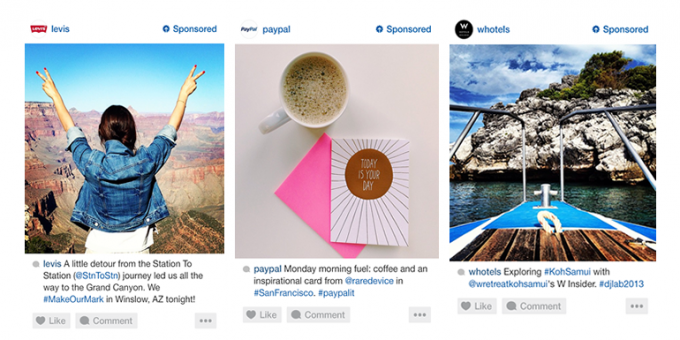 LEVI'S levis Sponsored
levis A little detour from the Station To
Station (@StnToStn) journey led us all the
way to the Grand Canyon. We
#MakeOurMark in Winslow, AZ tonight!
Like Comment
PayPal paypal Sponsored
TODAY
IS YOUR
DAY
paypal Monday morning fuel: coffee and an
inspirational card from @raredevice in
#SanFrancisco. #paypalit
Like Comment
W whotels Sponsored
whotels Exploring #KohSamui with
@wretreatkohsamui's W Insider. #djlab2013
Like Comment